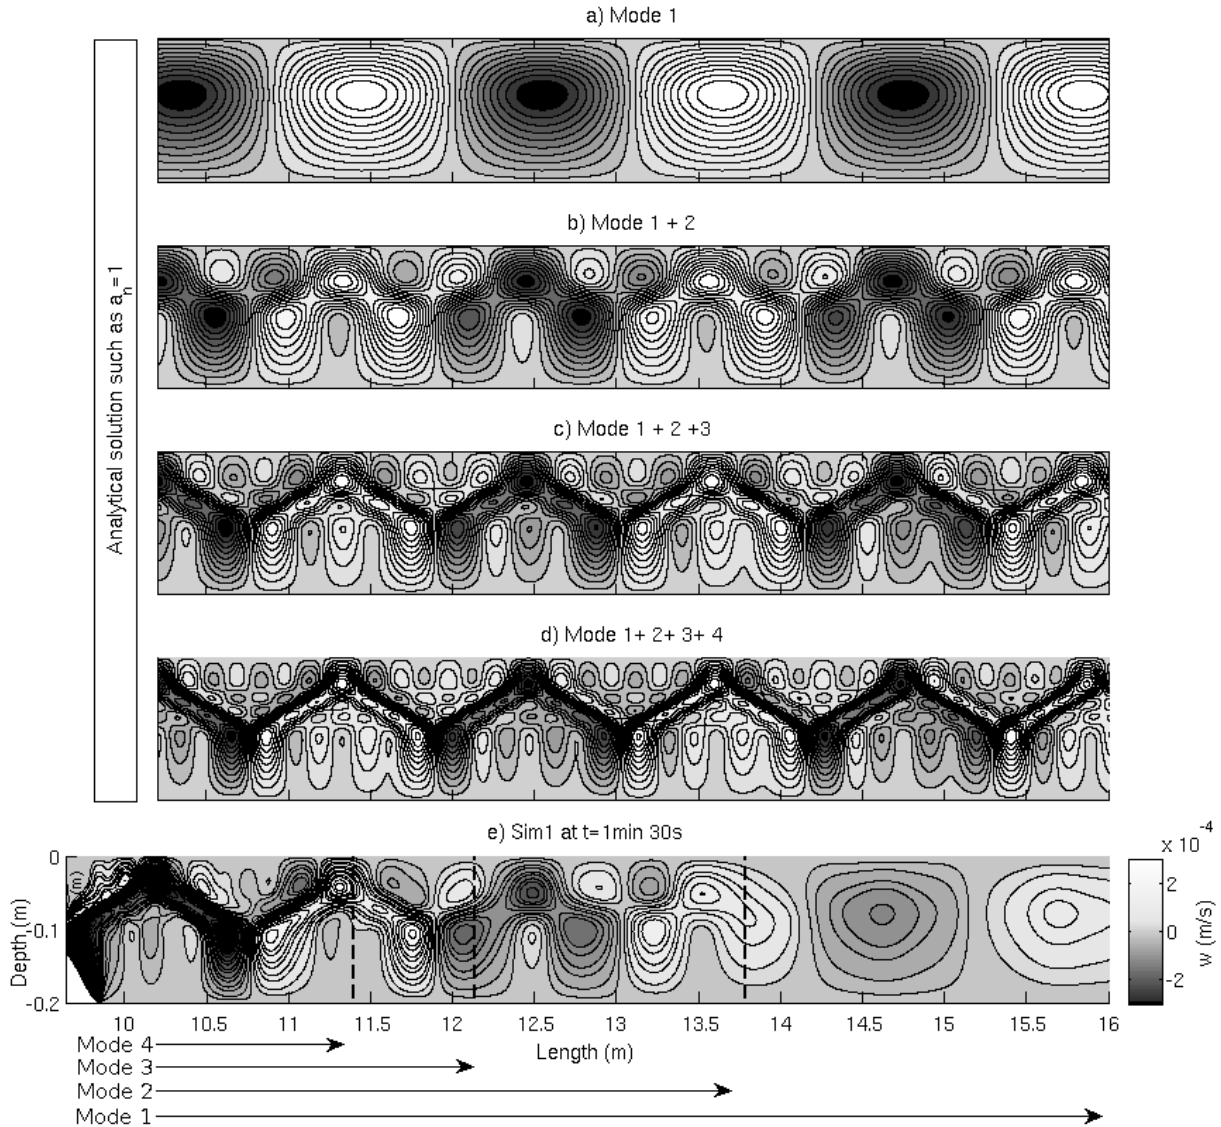 a) Mode 1
b) Mode 1 + 2
c) Mode 1 + 2 +3
d) Mode 1+ 2+ 3+ 4
Analytical solution such as a_n=1
e) Sim1 at t=1min 30s
x 10^-4
0
-0.1
-0.2
Depth (m)
2
0
-2
w (m/s)
10 10.5 11 11.5 12 12.5 13 13.5 14 14.5 15 15.5 16
Length (m)
Mode 4
Mode 3
Mode 2
Mode 1